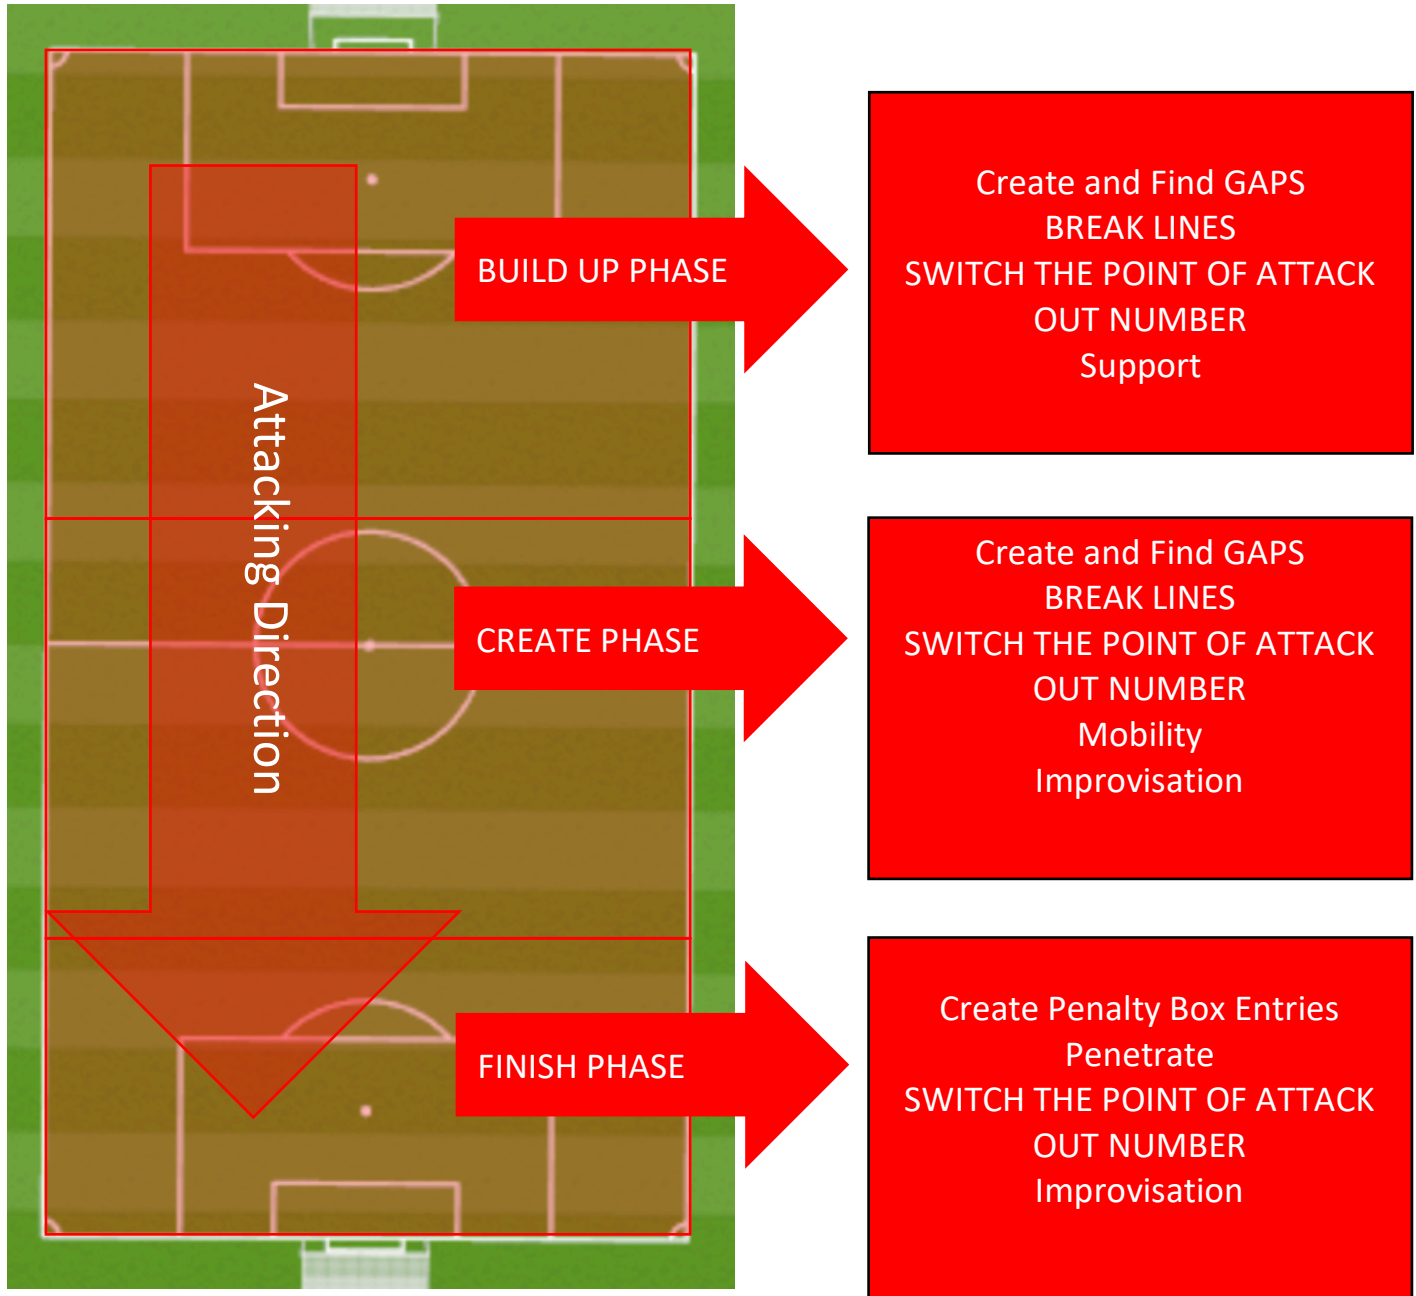 BUILD UP PHASE
Create and Find GAPS
BREAK LINES
SWITCH THE POINT OF ATTACK
OUT NUMBER
Support
Attacking Direction
CREATE PHASE
Create and Find GAPS
BREAK LINES
SWITCH THE POINT OF ATTACK
OUT NUMBER
Mobility
Improvisation
FINISH PHASE
Create Penalty Box Entries
Penetrate
SWITCH THE POINT OF ATTACK
OUT NUMBER
Improvisation